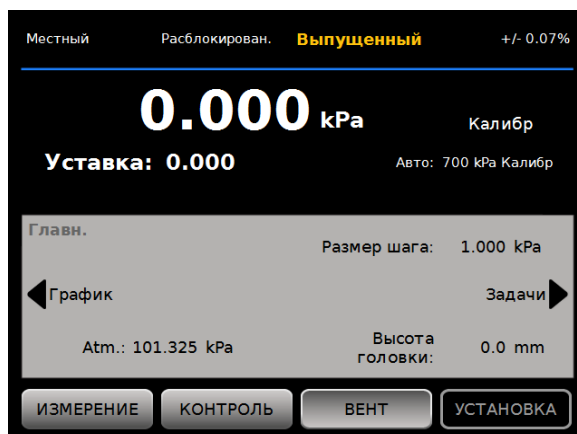 Местный Расблокирован. Выпущенный +/- 0.07%
0.000 kPa Калибр
Уставка: 0.000 Авто: 700 kPa Калибр
Главн.
Размер шага: 1.000 kPa
График Задачи
Atm.: 101.325 kPa Высота головки: 0.0 mm
ИЗМЕРЕНИЕ КОНТРОЛЬ ВЕНТ УСТАНОВКА